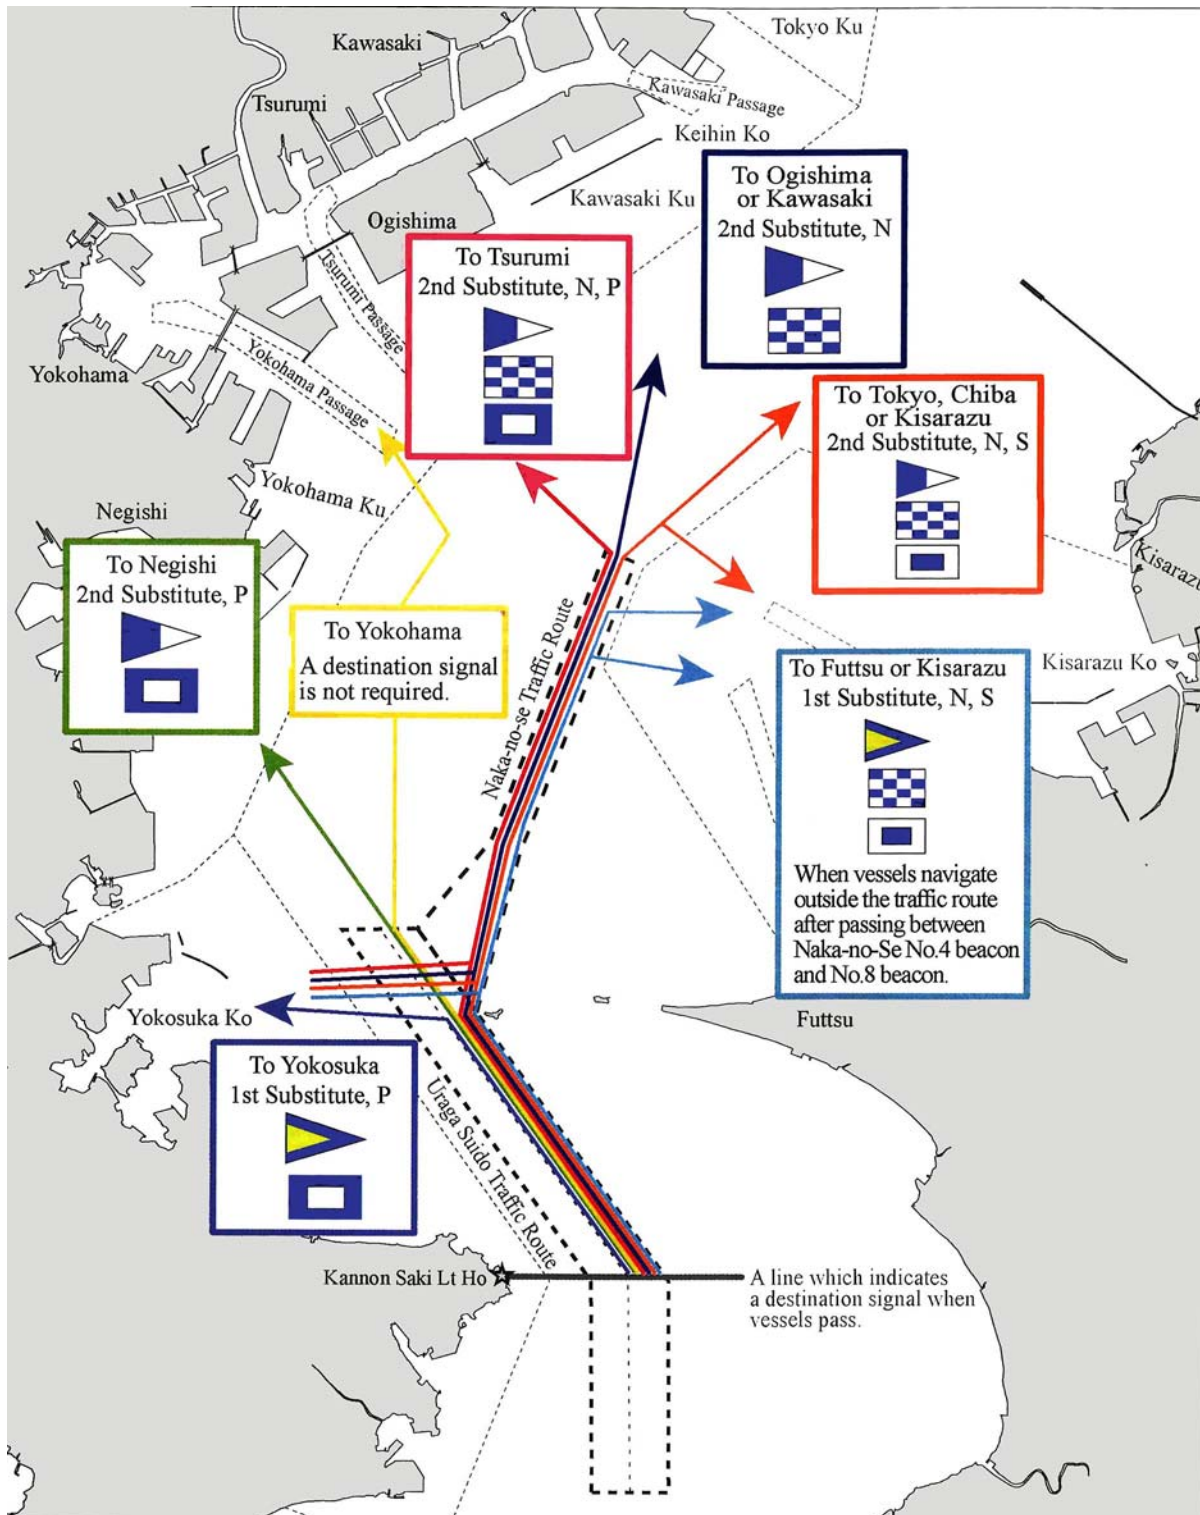 Tokyo Ku
Kawasaki
Kawasaki Passage
Tsurumi
Keihin Ko
Kawasaki Ku
Ogishima
Tsurumi Passage
To Ogishima
or Kawasaki
2nd Substitute, N
To Tsurumi
2nd Substitute, N, P
Yokohama
Yokohama Passage
To Tokyo, Chiba
or Kisarazu
2nd Substitute, N, S
Yokohama Ku
Negishi
Kisarazu
To Negishi
2nd Substitute, P
To Yokohama
A destination signal
is not required.
Naka-no-se Traffic Route
Kisarazu Ko
To Futtsu or Kisarazu
1st Substitute, N, S
When vessels navigate
outside the traffic route
after passing between
Naka-no-Se No.4 beacon
and No.8 beacon.
Yokosuka Ko
Futtsu
To Yokosuka
1st Substitute, P
Uraga Suido Traffic Route
Kannon Saki Lt Ho
A line which indicates
a destination signal when
vessels pass.